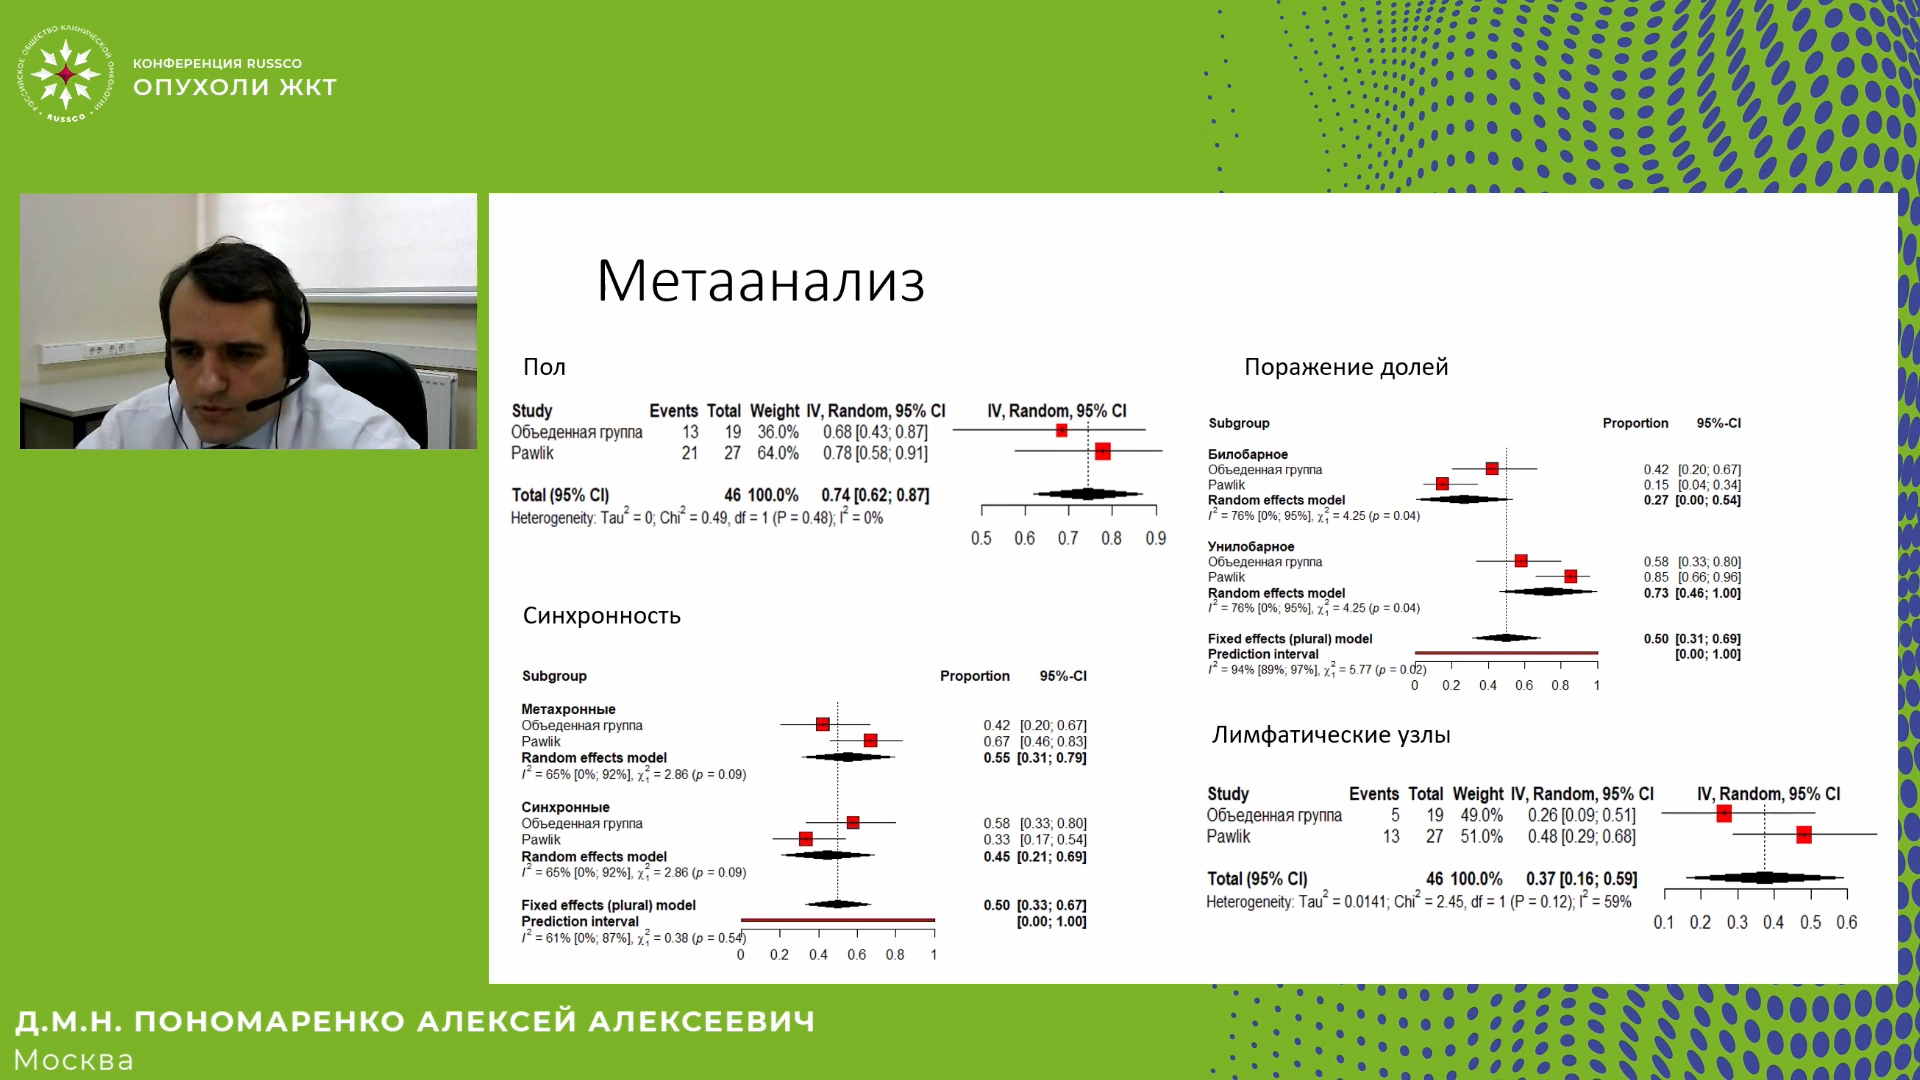 РОССИЙСКОЕ ОБЩЕСТВО КЛИНИЧЕСКОЙ ОНКОЛОГИИ
• RUSSCO •
КОНФЕРЕНЦИЯ RUSSCO
ОПУХОЛИ ЖКТ
Метаанализ
Пол
Study Events Total Weight IV, Random, 95% CI IV, Random, 95% CI
Объеденная группа 13 19 36.0% 0.68 [0.43; 0.87]
Pawlik 21 27 64.0% 0.78 [0.58; 0.91]
Total (95% CI) 46 100.0% 0.74 [0.62; 0.87]
Heterogeneity: Tau² = 0; Chi² = 0.49, df = 1 (P = 0.48); I² = 0%
0.5 0.6 0.7 0.8 0.9
Синхронность
Subgroup Proportion 95%-CI
Метахронные
Объеденная группа 0.42 [0.20; 0.67]
Pawlik 0.67 [0.46; 0.83]
Random effects model 0.55 [0.31; 0.79]
I² = 65% [0%; 92%], χ₁² = 2.86 (p = 0.09)
Синхронные
Объеденная группа 0.58 [0.33; 0.80]
Pawlik 0.33 [0.17; 0.54]
Random effects model 0.45 [0.21; 0.69]
I² = 65% [0%; 92%], χ₁² = 2.86 (p = 0.09)
Fixed effects (plural) model 0.50 [0.33; 0.67]
Prediction interval [0.00; 1.00]
I² = 61% [0%; 87%], χ₁² = 0.38 (p = 0.54)
0 0.2 0.4 0.6 0.8 1
Поражение долей
Subgroup Proportion 95%-CI
Билобарное
Объеденная группа 0.42 [0.20; 0.67]
Pawlik 0.15 [0.04; 0.34]
Random effects model 0.27 [0.00; 0.54]
I² = 76% [0%; 95%], χ₁² = 4.25 (p = 0.04)
Унилобарное
Объеденная группа 0.58 [0.33; 0.80]
Pawlik 0.85 [0.66; 0.96]
Random effects model 0.73 [0.46; 1.00]
I² = 76% [0%; 95%], χ₁² = 4.25 (p = 0.04)
Fixed effects (plural) model 0.50 [0.31; 0.69]
Prediction interval [0.00; 1.00]
I² = 94% [89%; 97%], χ₁² = 5.77 (p = 0.02)
0 0.2 0.4 0.6 0.8 1
Лимфатические узлы
Study Events Total Weight IV, Random, 95% CI IV, Random, 95% CI
Объеденная группа 5 19 49.0% 0.26 [0.09; 0.51]
Pawlik 13 27 51.0% 0.48 [0.29; 0.68]
Total (95% CI) 46 100.0% 0.37 [0.16; 0.59]
Heterogeneity: Tau² = 0.0141; Chi² = 2.45, df = 1 (P = 0.12); I² = 59%
0.1 0.2 0.3 0.4 0.5 0.6
Д.М.Н. ПОНОМАРЕНКО АЛЕКСЕЙ АЛЕКСЕЕВИЧ
Москва